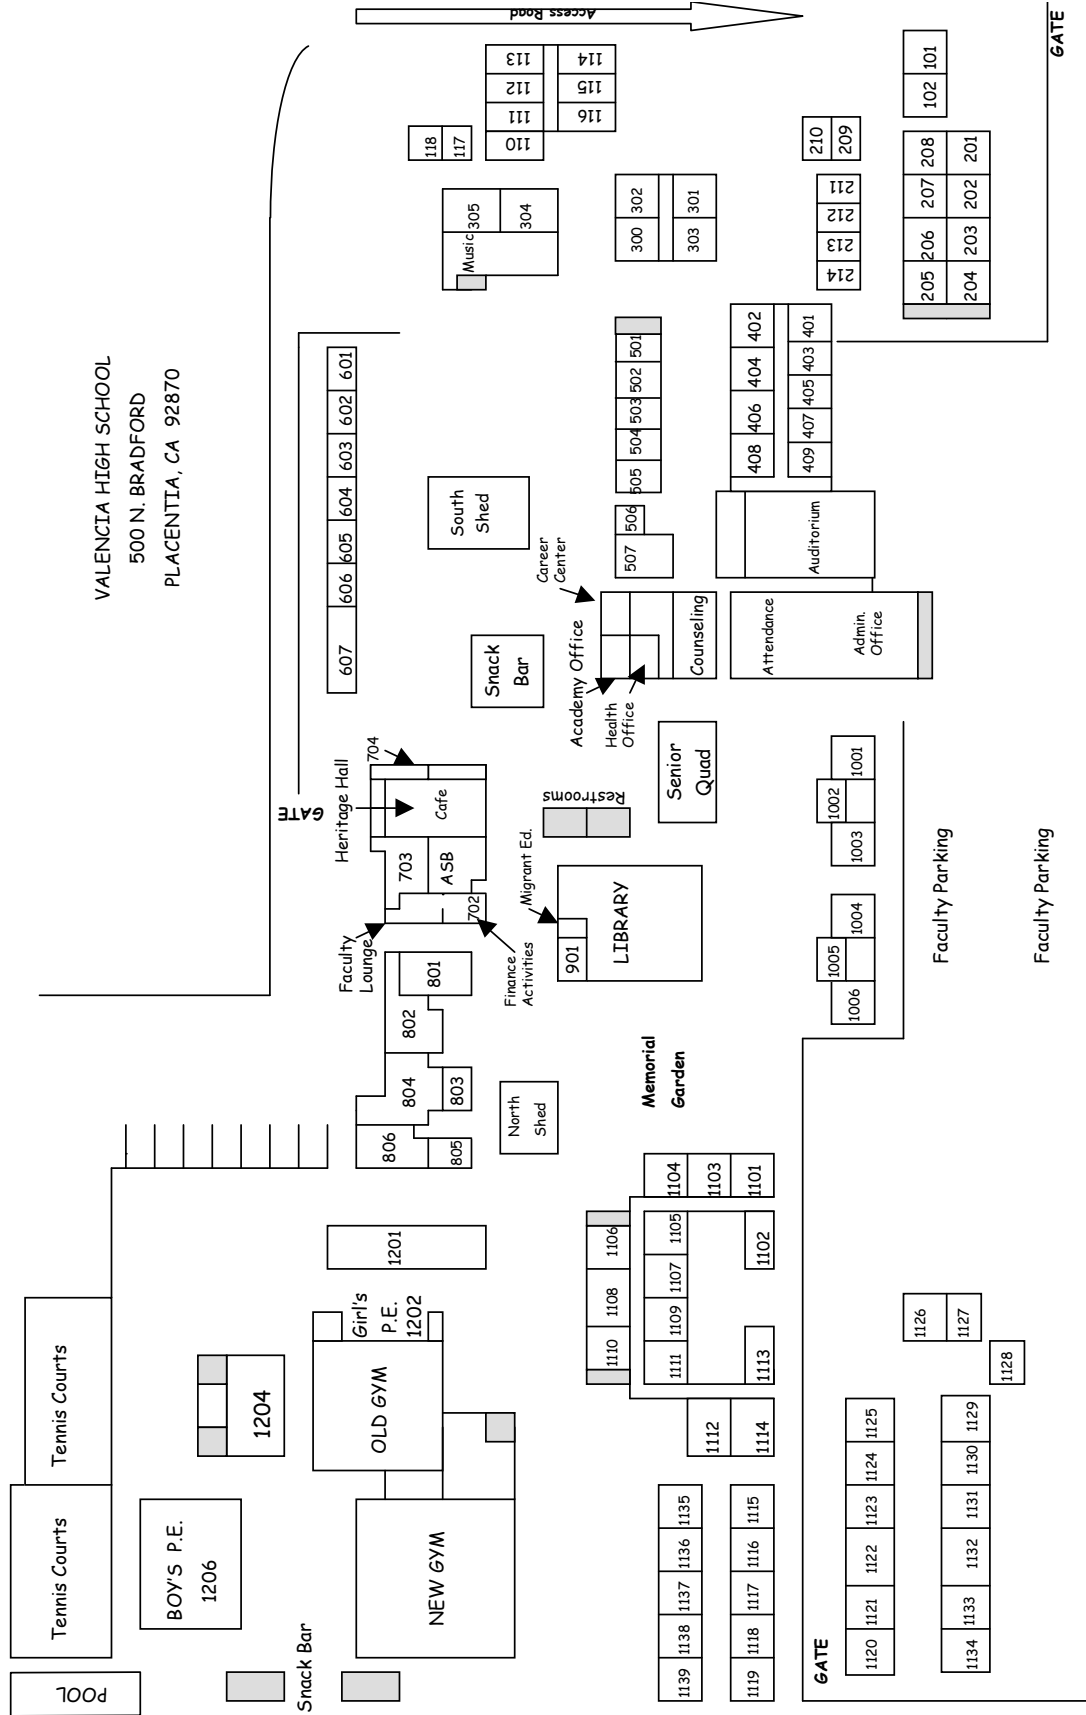 VALENCIA HIGH SCHOOL
500 N. BRADFORD
PLACENTIA, CA 92870
Tennis Courts
Tennis Courts
POOL
BOY'S P.E.
1206
1204
Snack Bar
NEW GYM
OLD GYM
Girl's
P.E.
1202
1201
806
805
804
803
802
801
North
Shed
Faculty
Lounge
Finance
Activities
702
703
ASB
Cafe
704
Heritage Hall
GATE
607
606
605
604
603
602
601
Snack
Bar
South
Shed
Music
305
304
118
117
110
111
112
113
116
115
114
Access Road
Migrant Ed.
901
LIBRARY
Restrooms
Senior
Quad
Academy Office
Health
Office
Career
Center
Counseling
507
506
505
504
503
502
501
300
302
303
301
Attendance
Admin.
Office
Auditorium
408
406
404
402
409
407
405
403
401
214
213
212
211
210
209
205
206
207
208
204
203
202
201
102
101
GATE
Memorial
Garden
1104
1103
1101
1106
1108
1110
1105
1107
1109
1111
1102
1113
1112
1114
1139
1138
1137
1136
1135
1119
1118
1117
1116
1115
1006
1005
1004
1003
1002
1001
Faculty Parking
Faculty Parking
GATE
1120
1121
1122
1123
1124
1125
1126
1127
1128
1134
1133
1132
1131
1130
1129